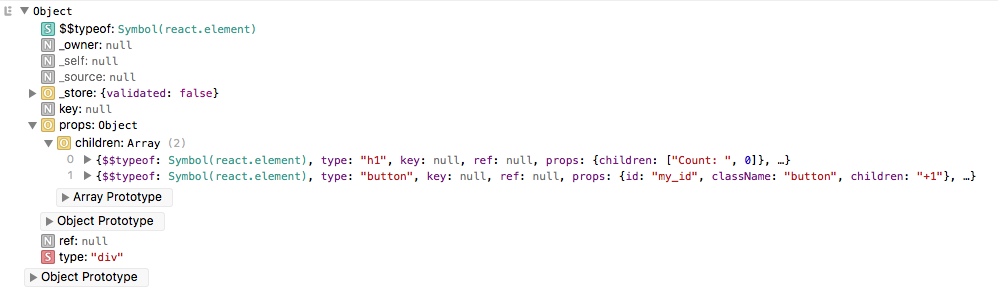 E Object
S $$typeof: Symbol(react.element)
N _owner: null
N _self: null
N _source: null
O _store: {validated: false}
N key: null
O props: Object
O children: Array (2)
0 {$$typeof: Symbol(react.element), type: "h1", key: null, ref: null, props: {children: ["Count: ", 0]}, …}
1 {$$typeof: Symbol(react.element), type: "button", key: null, ref: null, props: {id: "my_id", className: "button", children: "+1"}, …}
Array Prototype
Object Prototype
N ref: null
S type: "div"
Object Prototype